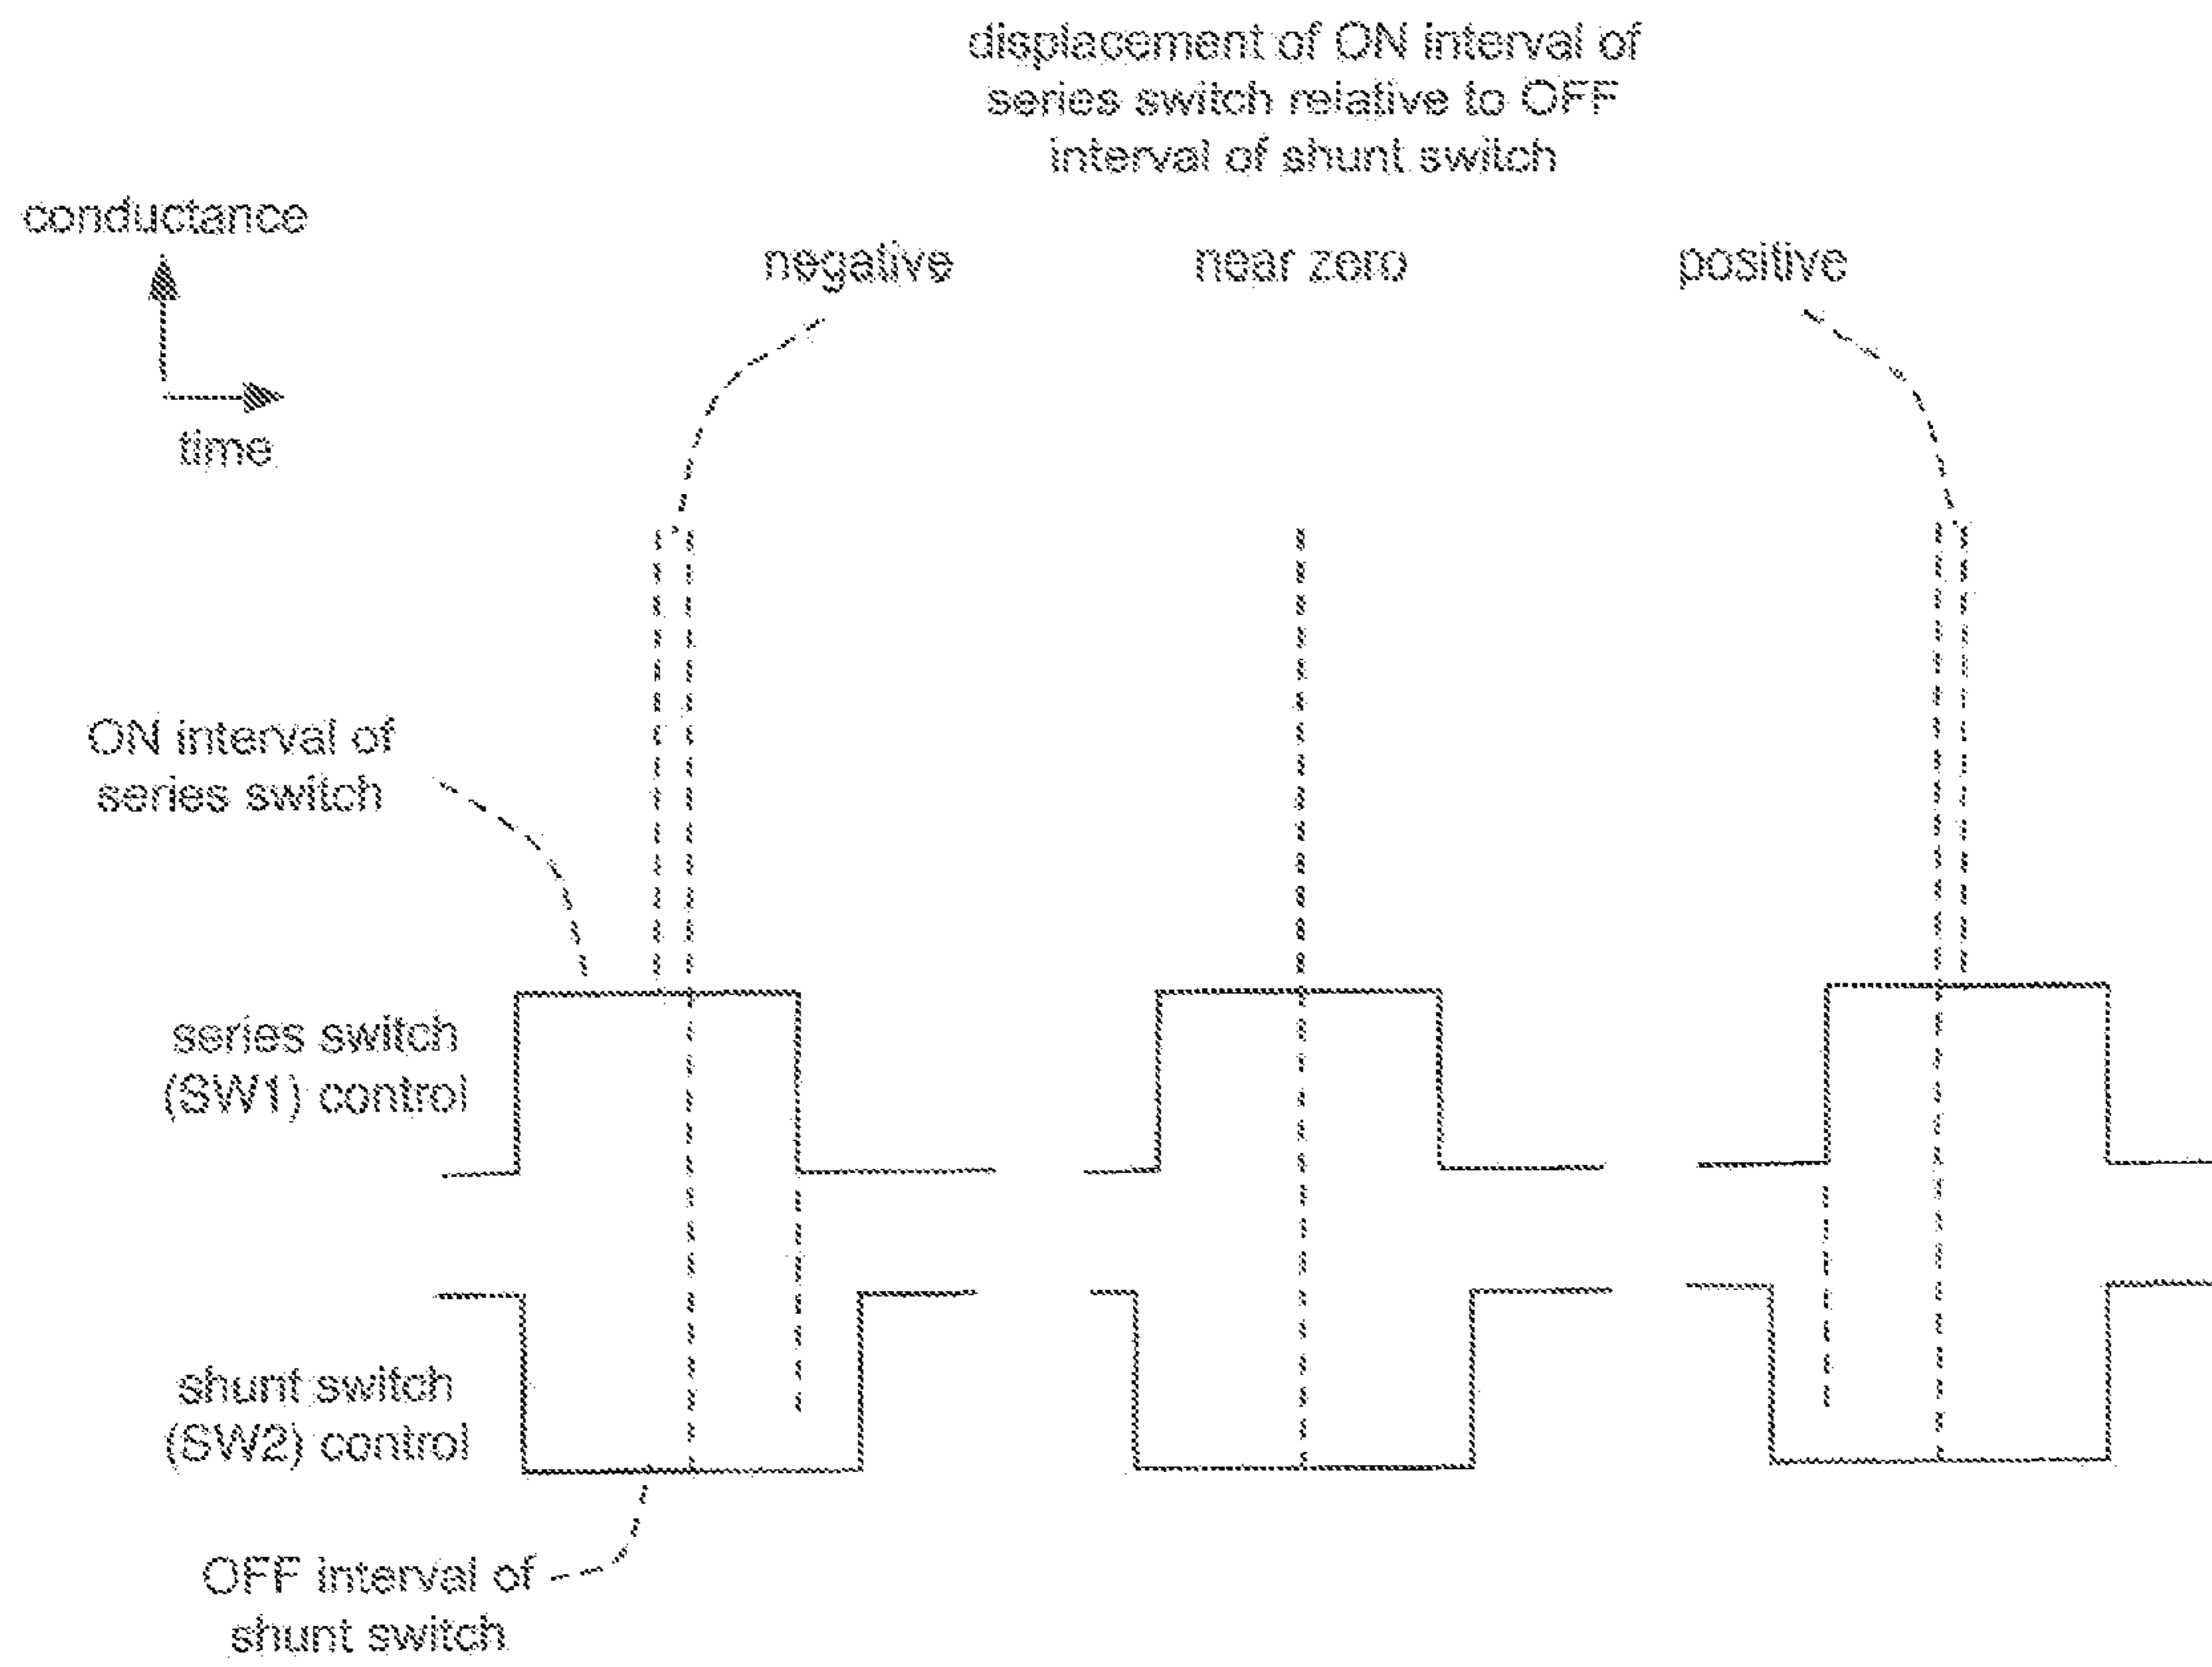 displacement of ON interval of
series switch relative to OFF
interval of shunt switch
conductance
negative
near zero
positive
time
ON interval of
series switch
series switch
(SW1) control
shunt switch
(SW2) control
OFF interval of
shunt switch